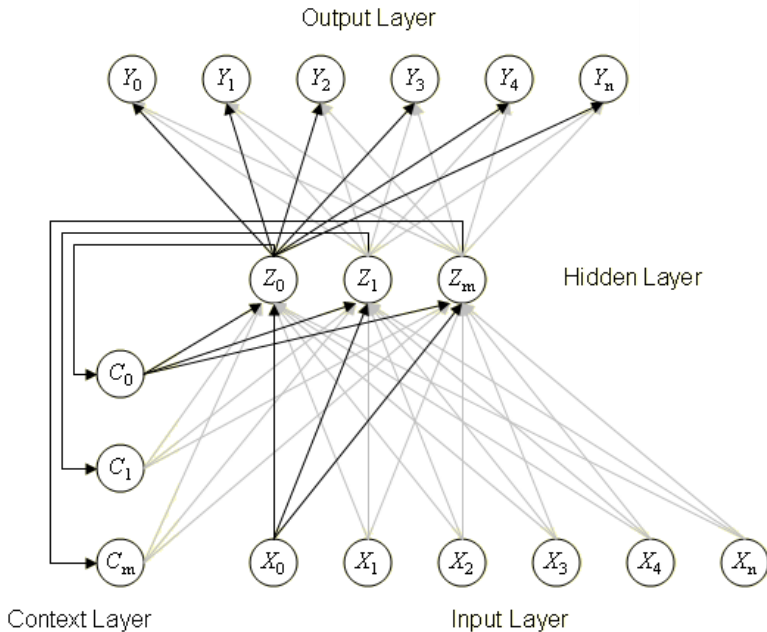 Output Layer
Y0 Y1 Y2 Y3 Y4 Yn
Z0 Z1 Zm
Hidden Layer
C0
C1
Cm
X0 X1 X2 X3 X4 Xn
Context Layer
Input Layer